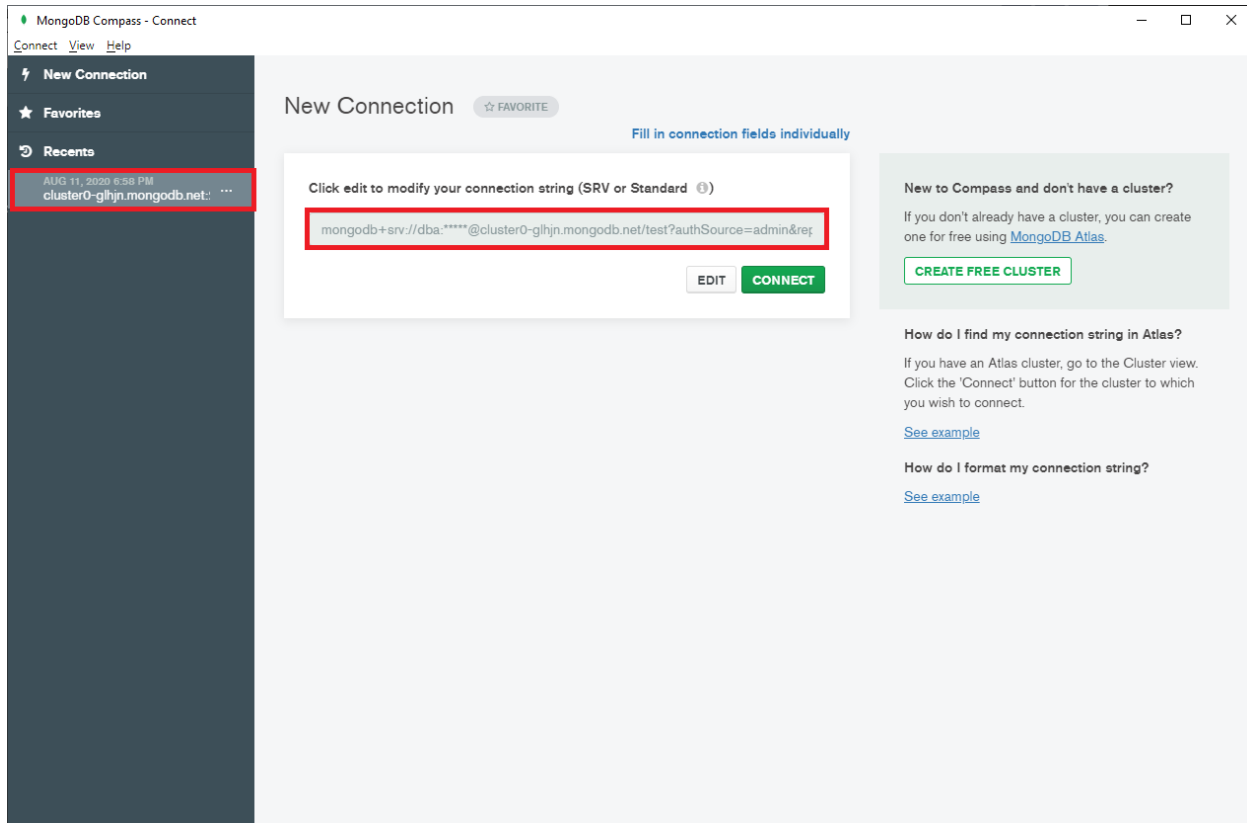 MongoDB Compass - Connect
Connect View Help
New Connection
Favorites
Recents
AUG 11, 2020 6:58 PM
cluster0-glhjn.mongodb.net:
...
New Connection
☆ FAVORITE
Fill in connection fields individually
Click edit to modify your connection string (SRV or Standard ⓘ)
mongodb+srv://dba:*****@cluster0-glhjn.mongodb.net/test?authSource=admin&rep
EDIT
CONNECT
New to Compass and don't have a cluster?
If you don't already have a cluster, you can create
one for free using MongoDB Atlas.
CREATE FREE CLUSTER
How do I find my connection string in Atlas?
If you have an Atlas cluster, go to the Cluster view.
Click the 'Connect' button for the cluster to which
you wish to connect.
See example
How do I format my connection string?
See example